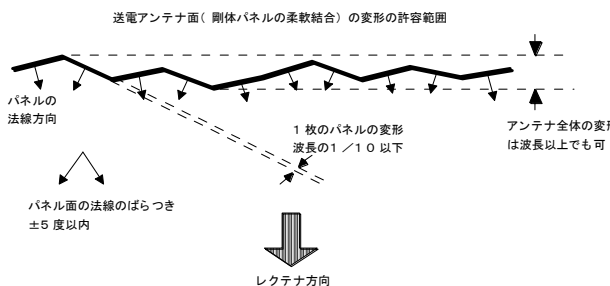 送電アンテナ面( 剛体パネルの柔軟結合) の変形の許容範囲
パネルの
法線方向
1 枚のパネルの変形
波長の1 ／10 以下
アンテナ全体の変形
は波長以上でも可
パネル面の法線のばらつき
±5 度以内
レクテナ方向